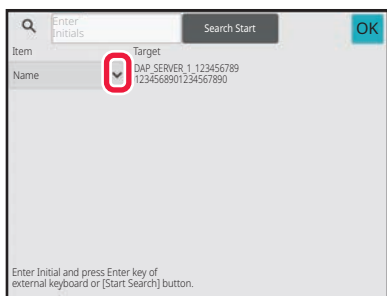 Enter
Initials
Search Start
OK
Item
Target
Name
DAP_SERVER_1_123456789
1234568901234567890
Enter Initial and press Enter key of
external keyboard or [Start Search] button.